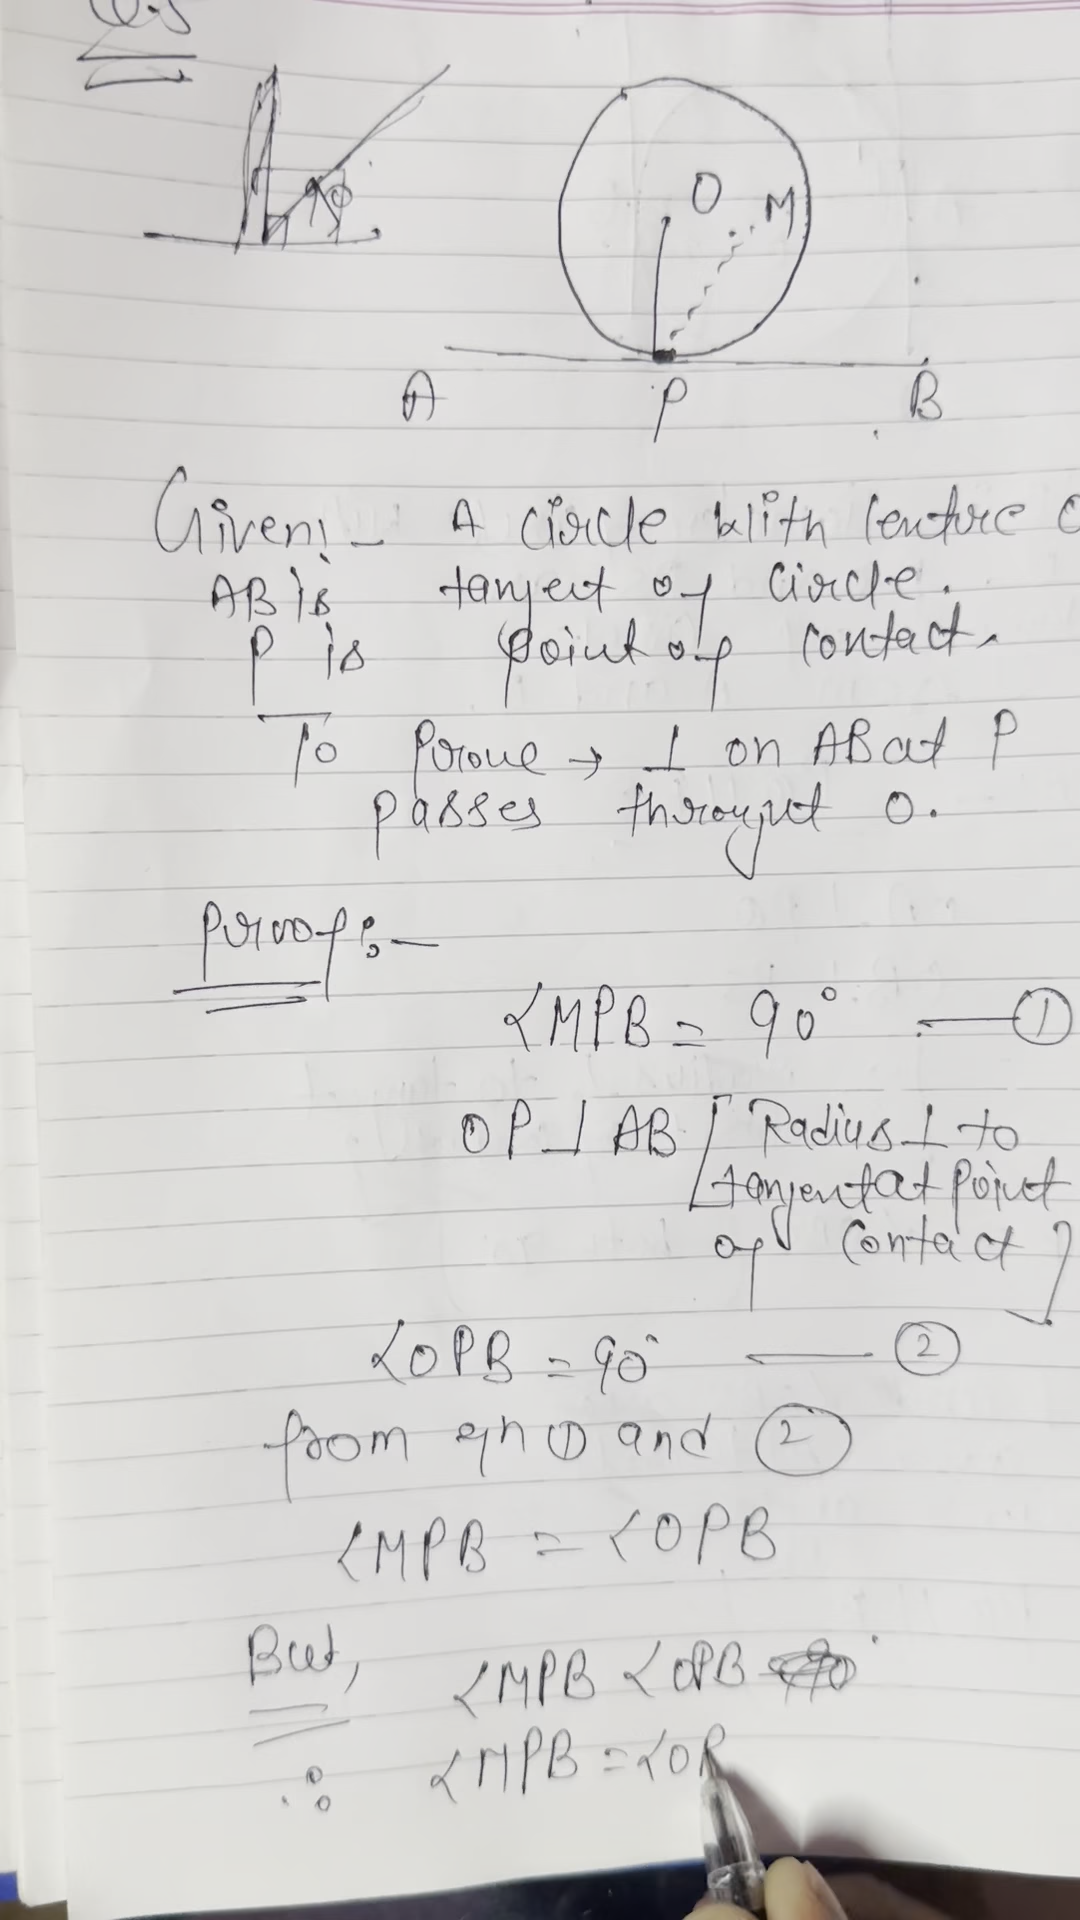 Q.5
O
M
A
P
B
Given:- A circle with centre O
AB is tangent of circle.
P is point of contact.
To Prove → ⊥ on AB at P
passes throught O.
Proof:-
∠MPB = 90° — ①
OP ⊥ AB [Radius ⊥ to
tangent at point
of contact]
∠OPB = 90° — ②
from eqn ① and ②
∠MPB = ∠OPB
But, ∠MPB < OPB
∴ ∠MPB = ∠OP